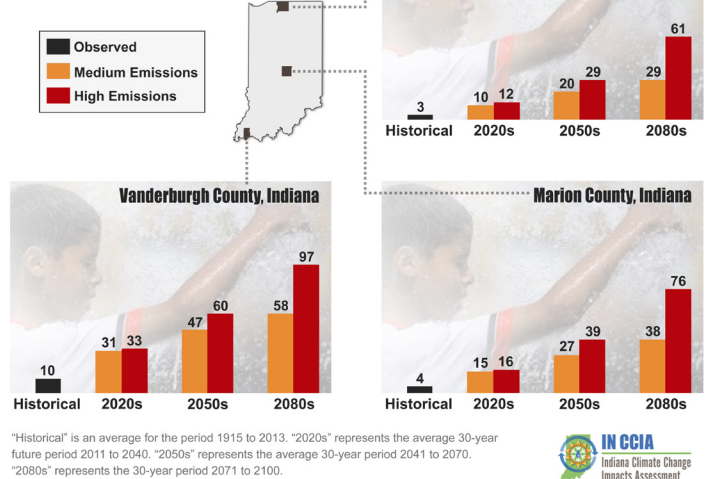 Observed
Medium Emissions
High Emissions
3
10
12
20
29
29
61
Historical
2020s
2050s
2080s
Vanderburgh County, Indiana
10
31
33
47
60
58
97
Historical
2020s
2050s
2080s
Marion County, Indiana
4
15
16
27
39
38
76
Historical
2020s
2050s
2080s
“Historical” is an average for the period 1915 to 2013. “2020s” represents the average 30-year
future period 2011 to 2040. “2050s” represents the average 30-year period 2041 to 2070.
“2080s” represents the 30-year period 2071 to 2100.
IN CCIA
Indiana Climate Change
Impacts Assessment